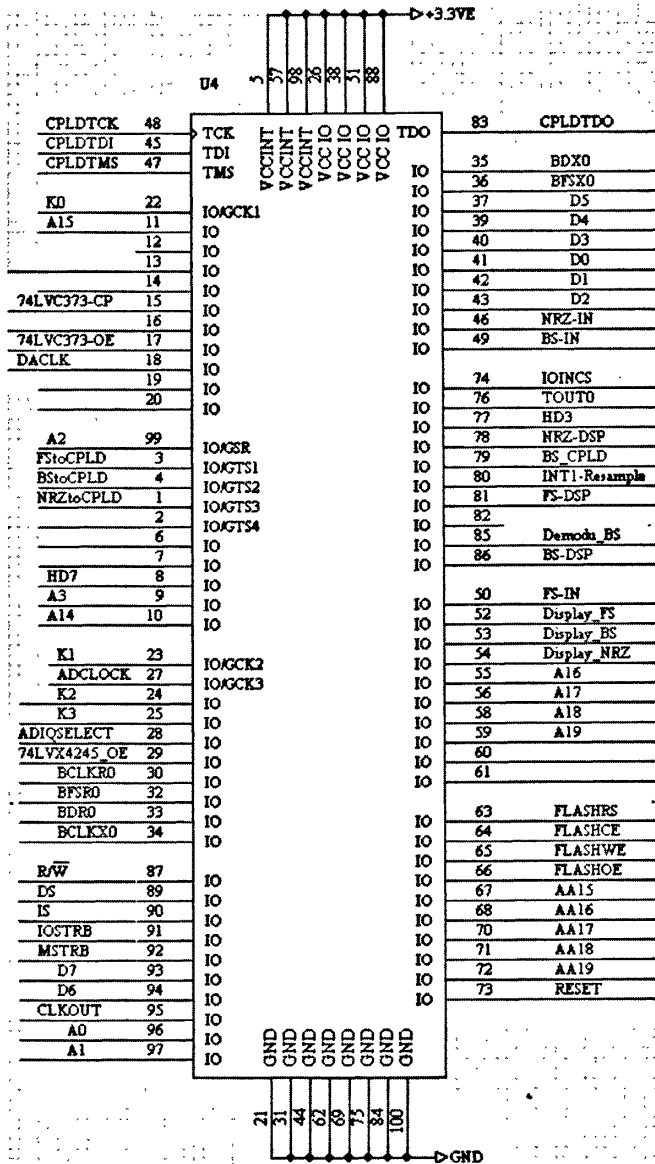 +3.3VE
U4
5 57 98 26 38 51 88
VCCINT VCCINT VCCINT VCC IO VCC IO VCC IO VCC IO
CPLDTCK 48 TCK
CPLDTDI 45 TDI
CPLDTMS 47 TMS
K0 22 IO/GCK1
A15 11 IO
12 IO
13 IO
14 IO
74LVC373-CP 15 IO
16 IO
74LVC373-OE 17 IO
DACLK 18 IO
19 IO
20 IO
A2 99 IO/GSR
FStoCPLD 3 IO/GTS1
BStoCPLD 4 IO/GTS2
NRZtoCPLD 1 IO/GTS3
2 IO/GTS4
6 IO
7 IO
HD7 8 IO
A3 9 IO
A14 10 IO
K1 23 IO/GCK2
ADCLOCK 27 IO/GCK3
K2 24 IO
K3 25 IO
ADIQSELECT 28 IO
74LVX4245_OE 29 IO
BCLKR0 30 IO
BFSR0 32 IO
BDR0 33 IO
BCLKX0 34 IO
R/W 87 IO
DS 89 IO
IS 90 IO
IOSTRB 91 IO
MSTRB 92 IO
D7 93 IO
D6 94 IO
CLKOUT 95 IO
A0 96 IO
A1 97 IO
TDO 83 CPLDTDO
IO 35 BDX0
IO 36 BFSX0
IO 37 D5
IO 39 D4
IO 40 D3
IO 41 D0
IO 42 D1
IO 43 D2
IO 46 NRZ-IN
IO 49 BS-IN
IO 74 IOINCS
IO 76 TOUT0
IO 77 HD3
IO 78 NRZ-DSP
IO 79 BS_CPLD
IO 80 INT1-Resample
IO 81 FS-DSP
IO 82
IO 85 Demodu_BS
IO 86 BS-DSP
IO 50 FS-IN
IO 52 Display_FS
IO 53 Display_BS
IO 54 Display_NRZ
IO 55 A16
IO 56 A17
IO 58 A18
IO 59 A19
IO 60
IO 61
IO 63 FLASHRS
IO 64 FLASHCE
IO 65 FLASHWE
IO 66 FLASHOE
IO 67 AA15
IO 68 AA16
IO 70 AA17
IO 71 AA18
IO 72 AA19
IO 73 RESET
GND GND GND GND GND GND GND GND
21 31 44 62 69 75 84 100
GND